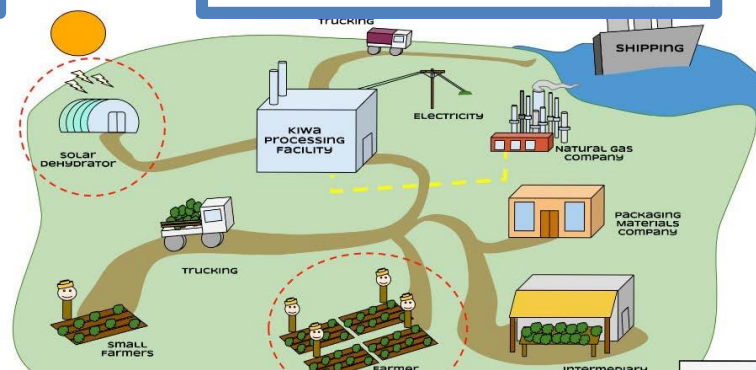 TRUCKING
SHIPPING
ELECTRICITY
KIWA
PROCESSING
FACILITY
NATURAL GAS
COMPANY
SOLAR
DEHYDRATOR
PACKAGING
MATERIALS
COMPANY
TRUCKING
SMALL
FARMERS
FARMER
INTERMEDIARY